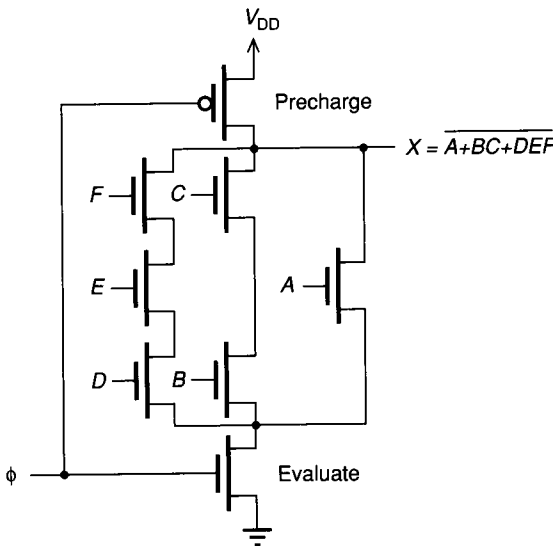 V_DD
Precharge
X = \overline{A+BC+DEF}
F
C
E
A
D
B
ϕ
Evaluate